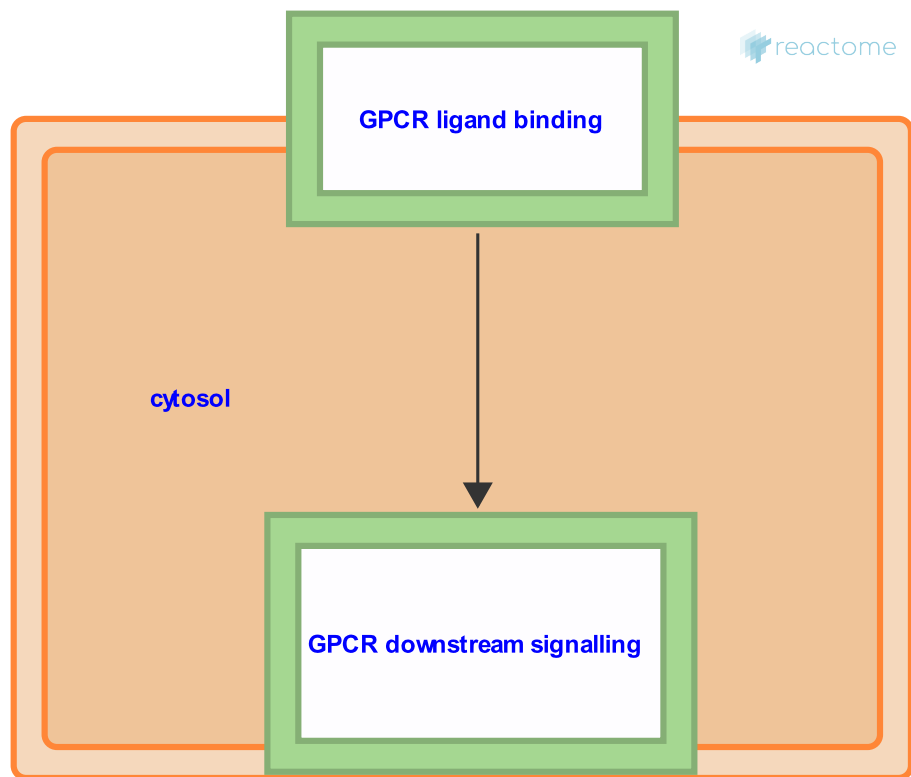 reactome
GPCR ligand binding
cytosol
GPCR downstream signalling